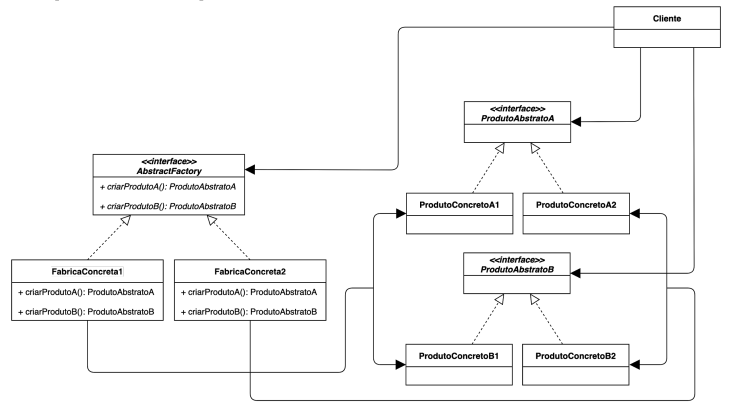 Cliente
<<interface>>
ProdutoAbstratoA
<<interface>>
AbstractFactory
+ criarProdutoA(): ProdutoAbstratoA
+ criarProdutoB(): ProdutoAbstratoB
ProdutoConcretoA1
ProdutoConcretoA2
<<interface>>
ProdutoAbstratoB
FabricaConcreta1
+ criarProdutoA(): ProdutoAbstratoA
+ criarProdutoB(): ProdutoAbstratoB
FabricaConcreta2
+ criarProdutoA(): ProdutoAbstratoA
+ criarProdutoB(): ProdutoAbstratoB
ProdutoConcretoB1
ProdutoConcretoB2